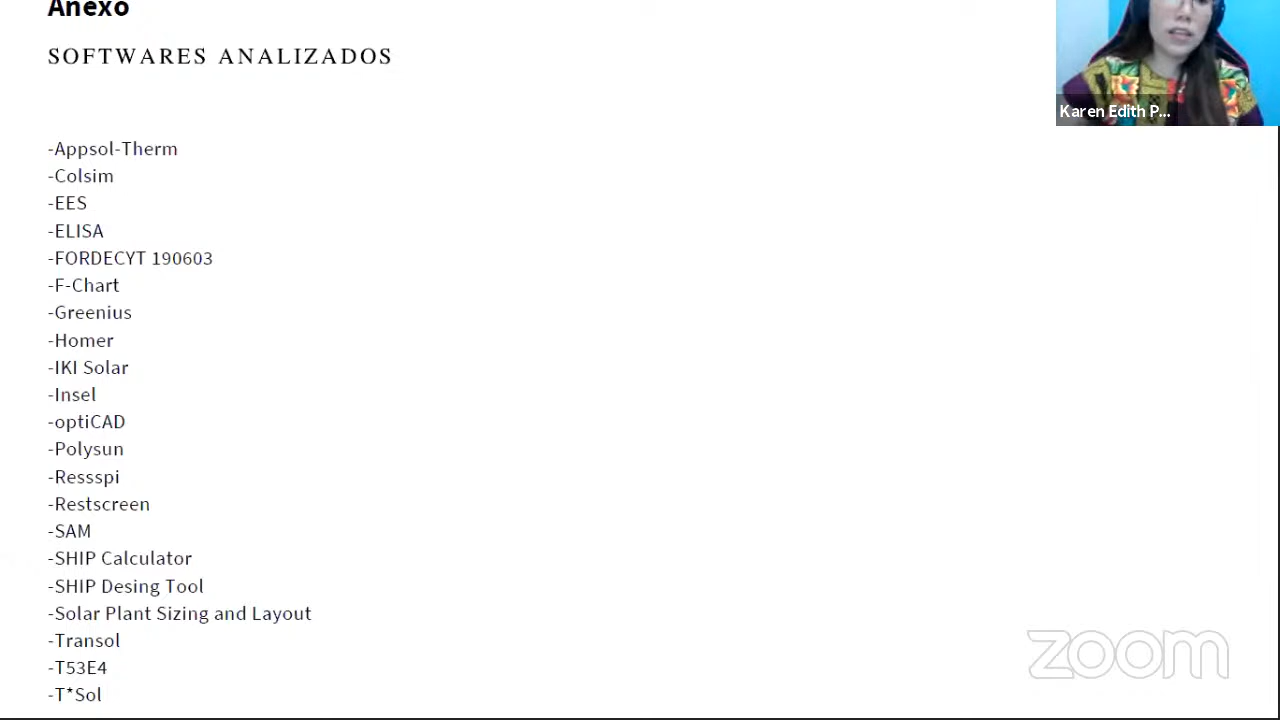 Anexo
SOFTWARES ANALIZADOS
Karen Edith P...
-Appsol-Therm
-Colsim
-EES
-ELISA
-FORDECYT 190603
-F-Chart
-Greenius
-Homer
-IKI Solar
-Insel
-optiCAD
-Polysun
-Ressspi
-Restscreen
-SAM
-SHIP Calculator
-SHIP Desing Tool
-Solar Plant Sizing and Layout
-Transol
-T53E4
-T*Sol
zoom